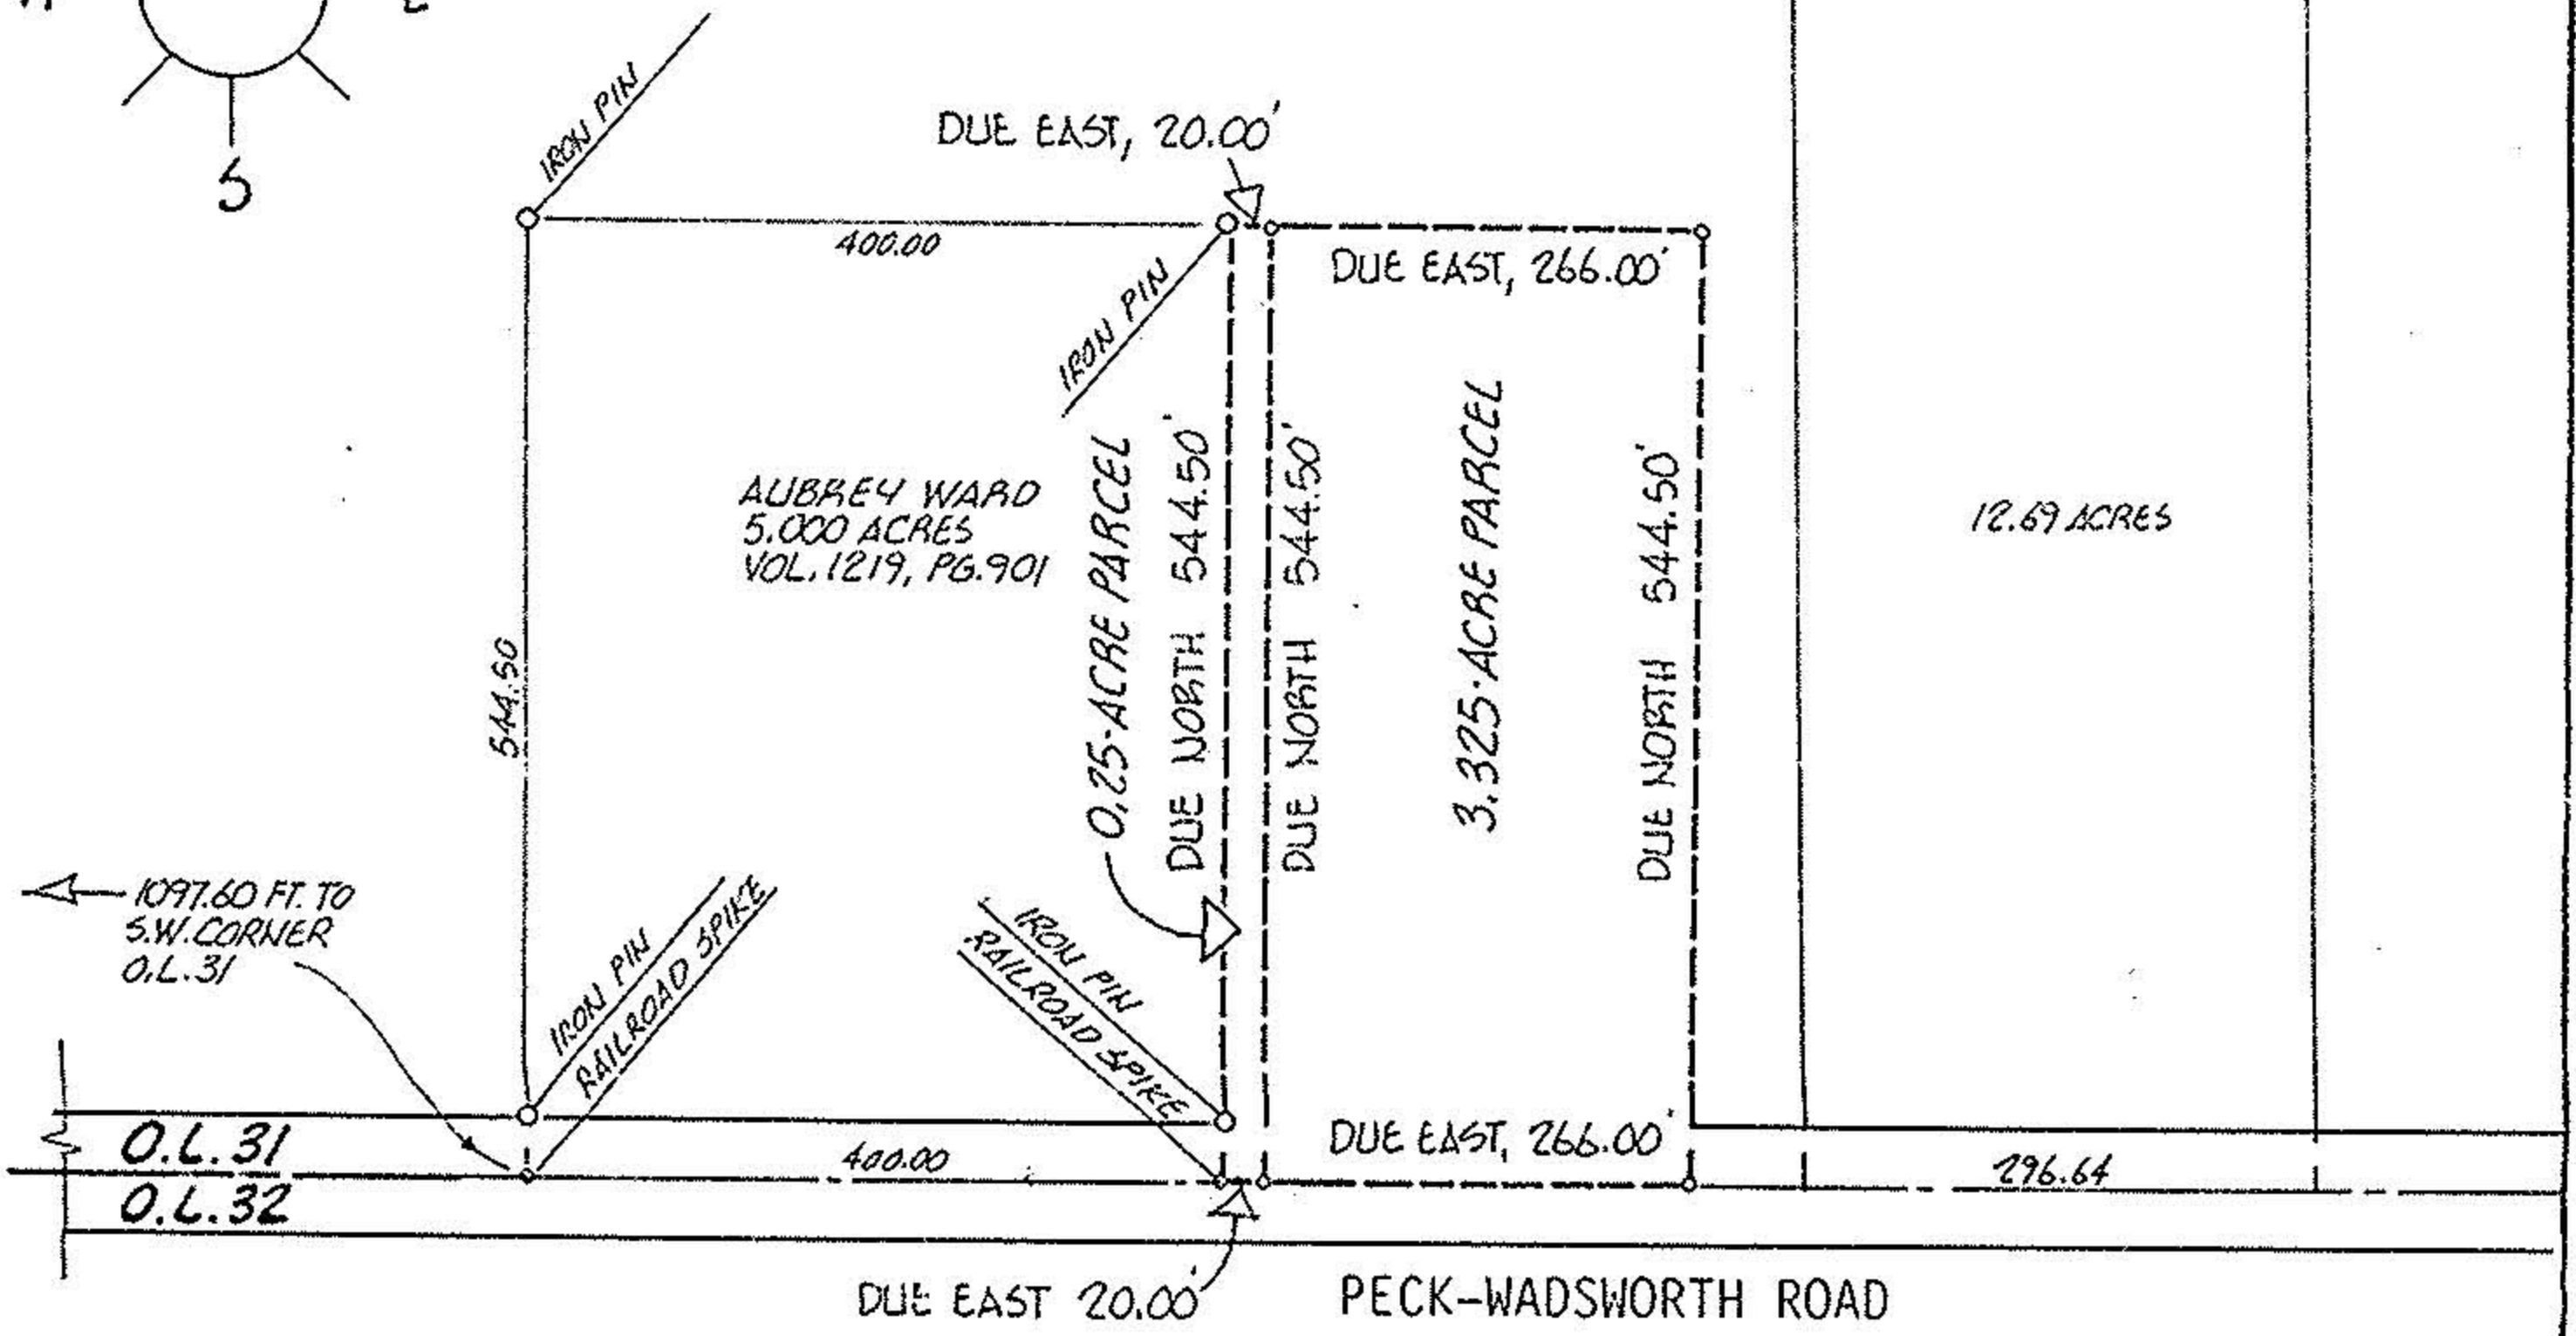 S
IRON PIN
DUE EAST, 20.00'
400.00
DUE EAST, 266.00'
IRON PIN
AUBREY WARD
5.000 ACRES
VOL. 1219, PG. 901
0.25-ACRE PARCEL
DUE NORTH 544.50'
DUE NORTH 544.50'
3.325-ACRE PARCEL
DUE NORTH 544.50'
12.69 ACRES
544.50
1097.60 FT. TO
S.W. CORNER
O.L. 31
IRON PIN
RAILROAD SPIKE
IRON PIN
RAILROAD SPIKE
O.L. 31
400.00
DUE EAST, 266.00'
296.64
O.L. 32
DUE EAST 20.00'
PECK-WADSWORTH ROAD